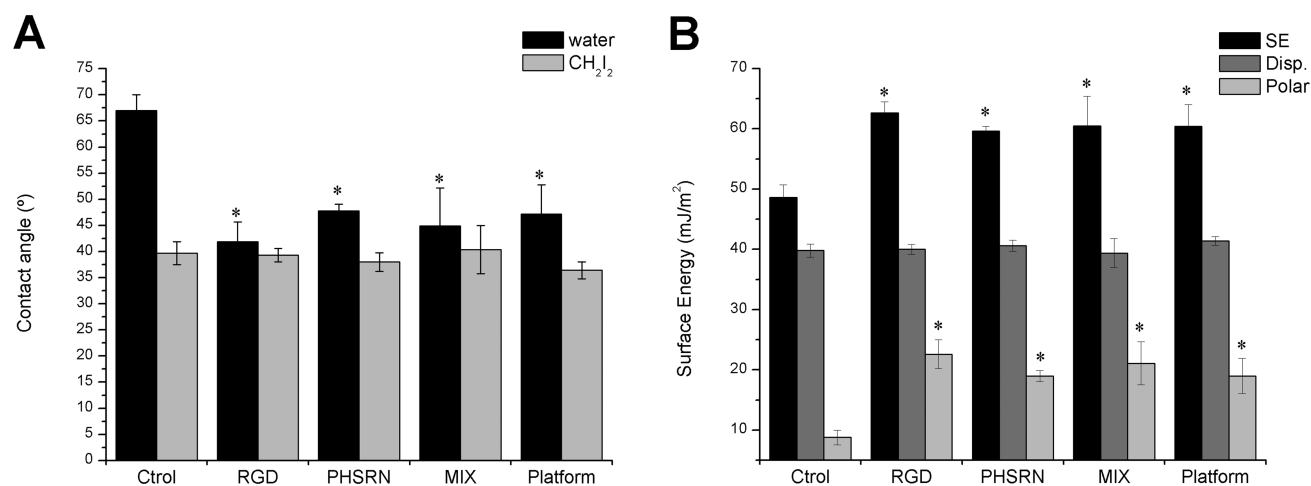 A
water
CH₂I₂
Contact angle (º)
75
70
65
60
55
50
45
40
35
30
25
20
15
10
5
0
*
*
*
*
Ctrol RGD PHSRN MIX Platform
B
SE
Disp.
Polar
Surface Energy (mJ/m²)
70
60
50
40
30
20
10
* * * *
* * * *
Ctrol RGD PHSRN MIX Platform